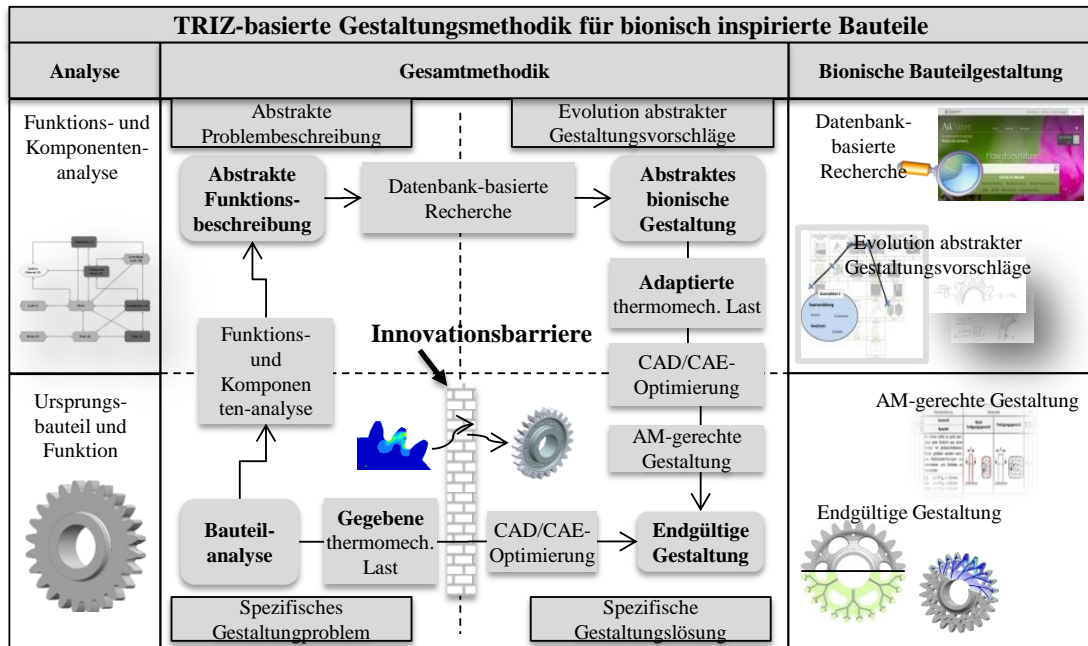 TRIZ-basierte Gestaltungsmethodik für bionisch inspirierte Bauteile
Analyse
Gesamtmethodik
Bionische Bauteilgestaltung
Funktions- und
Komponenten-
analyse
Abstrakte
Problembeschreibung
Evolution abstrakter
Gestaltungsvorschläge
Datenbank-
basierte
Recherche
Abstrakte
Funktions-
beschreibung
Datenbank-basierte
Recherche
Abstraktes
bionische
Gestaltung
Evolution abstrakter
Gestaltungsvorschläge
Adaptierte
thermomech. Last
Innovationsbarriere
Funktions-
und
Komponen
ten-analyse
CAD/CAE-
Optimierung
Ursprungs-
bauteil und
Funktion
AM-gerechte
Gestaltung
AM-gerechte Gestaltung
Bauteil-
analyse
Gegebene
thermomech.
Last
CAD/CAE-
Optimierung
Endgültige
Gestaltung
Endgültige Gestaltung
Spezifisches
Gestaltungproblem
Spezifische
Gestaltungslösung